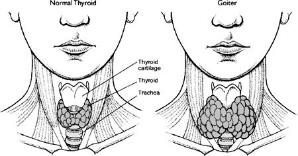 Normal Thyroid
Goiter
Thyroid
cartilage
Thyroid
Trachea